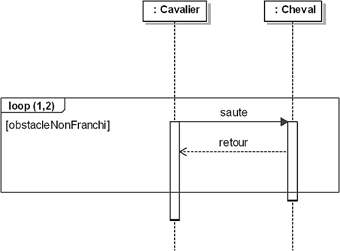 : Cavalier
: Cheval
loop (1,2)
[obstacleNonFranchi]
saute
retour